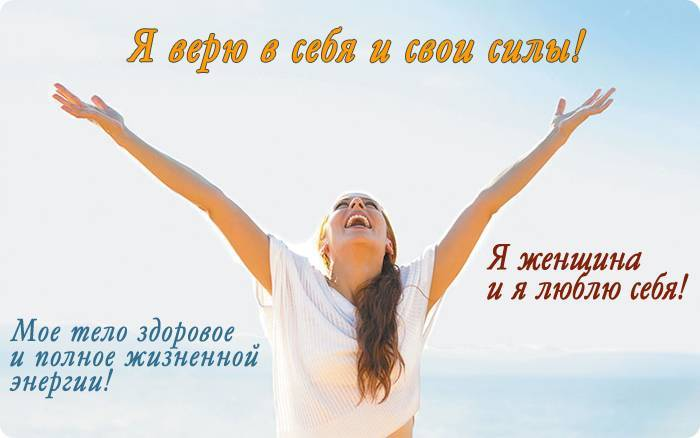 Я верю в себя и свои силы!
Я женщина
и я люблю себя!
Мое тело здоровое
и полное жизненной
энергии!